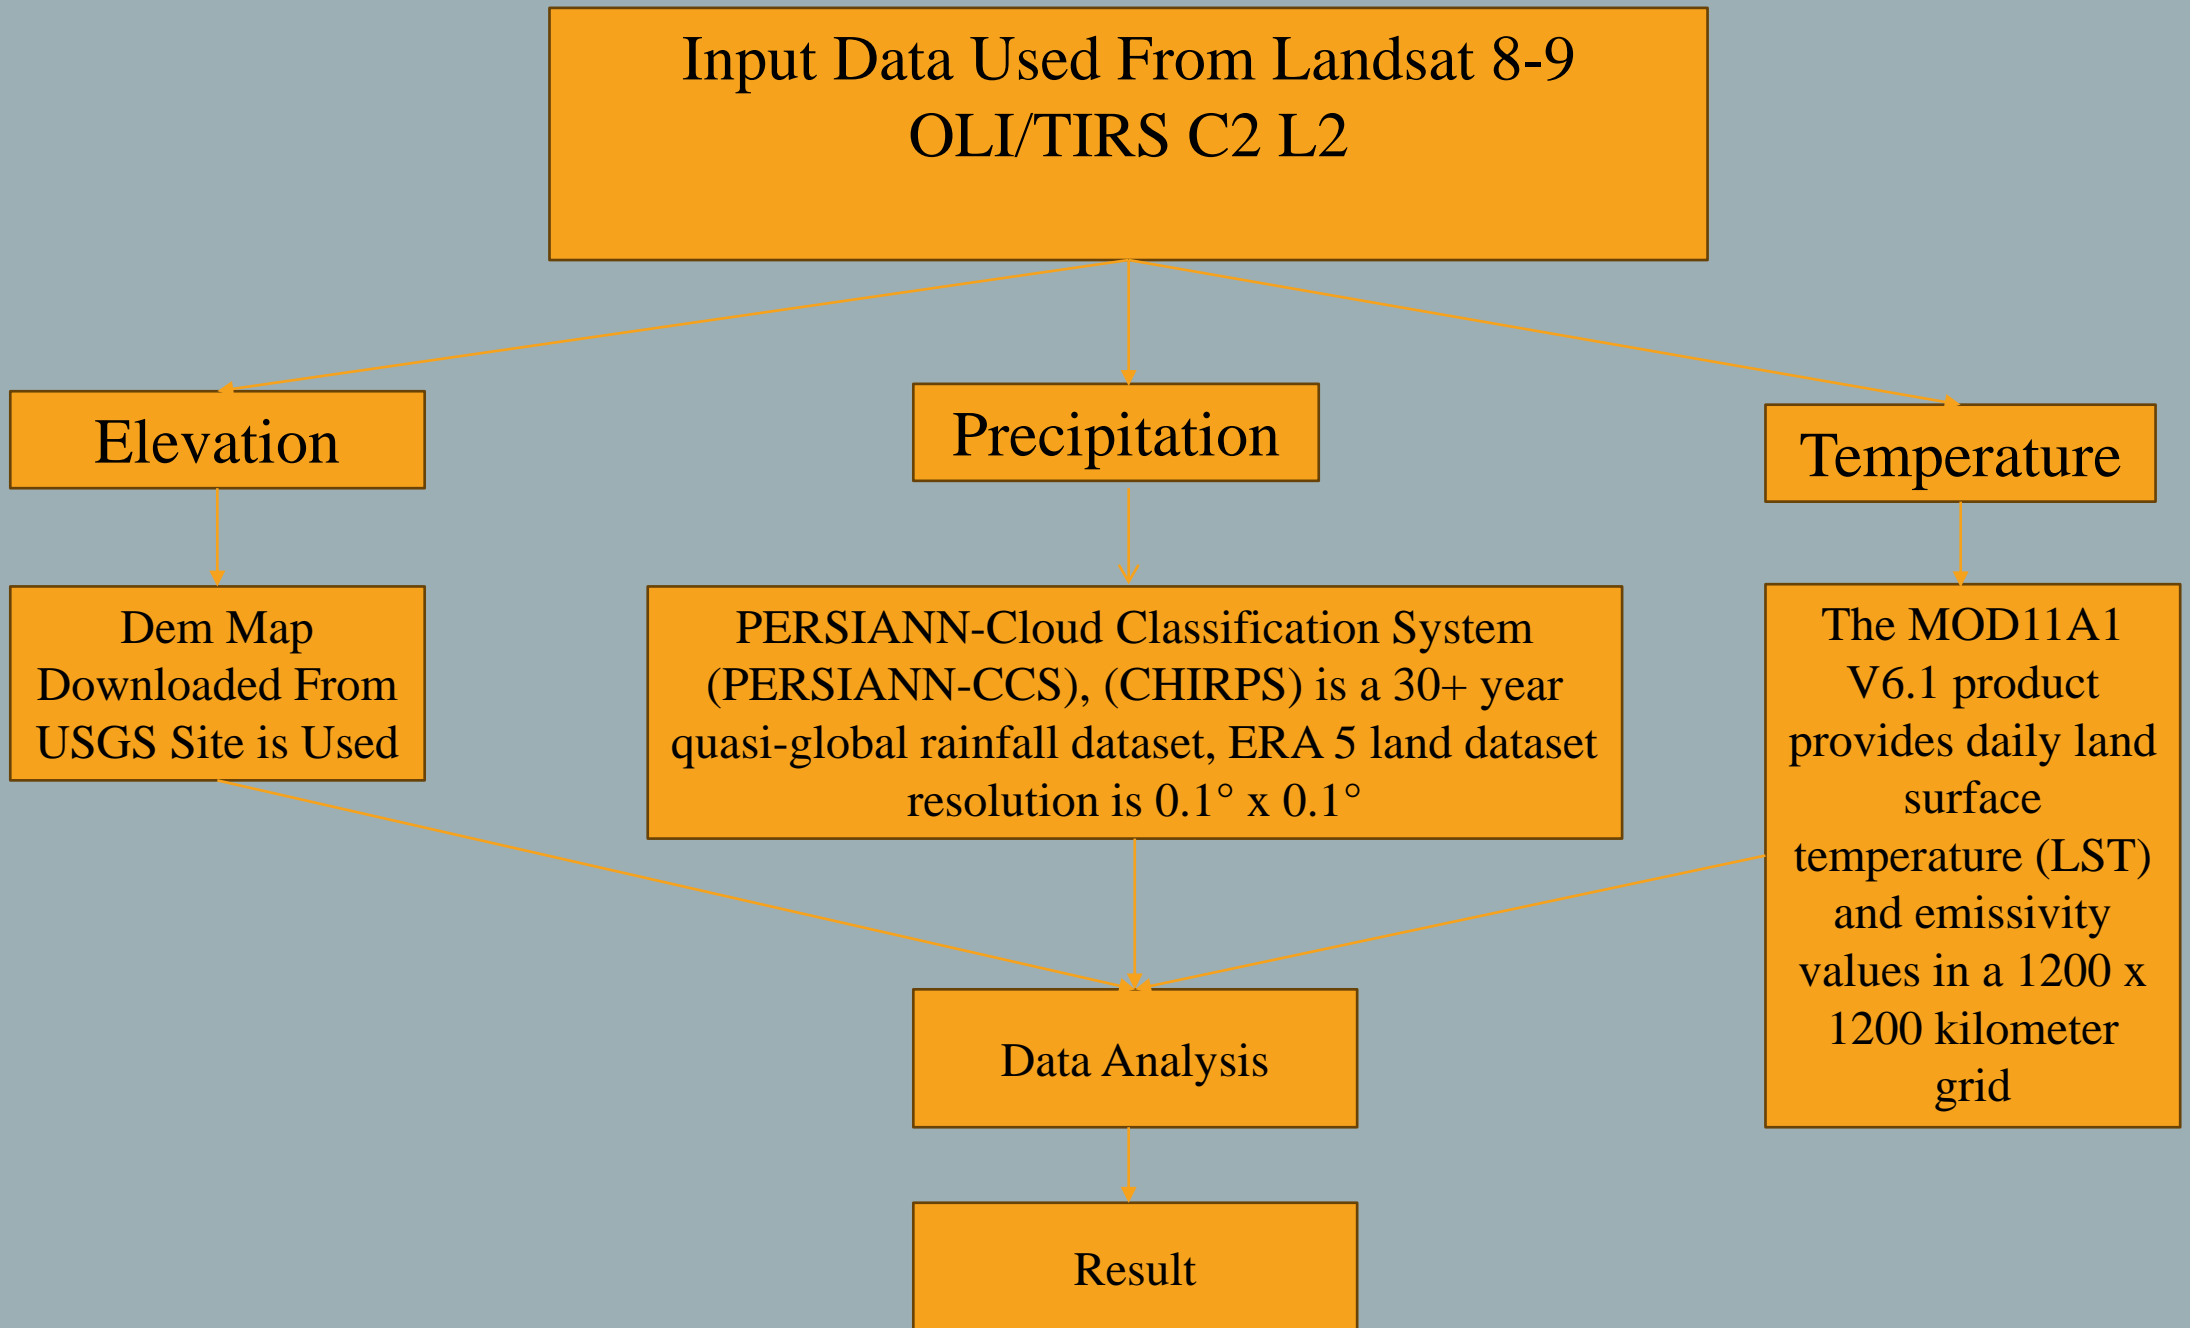 Input Data Used From Landsat 8-9
OLI/TIRS C2 L2
Elevation
Precipitation
Temperature
Dem Map
Downloaded From
USGS Site is Used
PERSIANN-Cloud Classification System
(PERSIANN-CCS), (CHIRPS) is a 30+ year
quasi-global rainfall dataset, ERA 5 land dataset
resolution is 0.1° x 0.1°
The MOD11A1
V6.1 product
provides daily land
surface
temperature (LST)
and emissivity
values in a 1200 x
1200 kilometer
grid
Data Analysis
Result